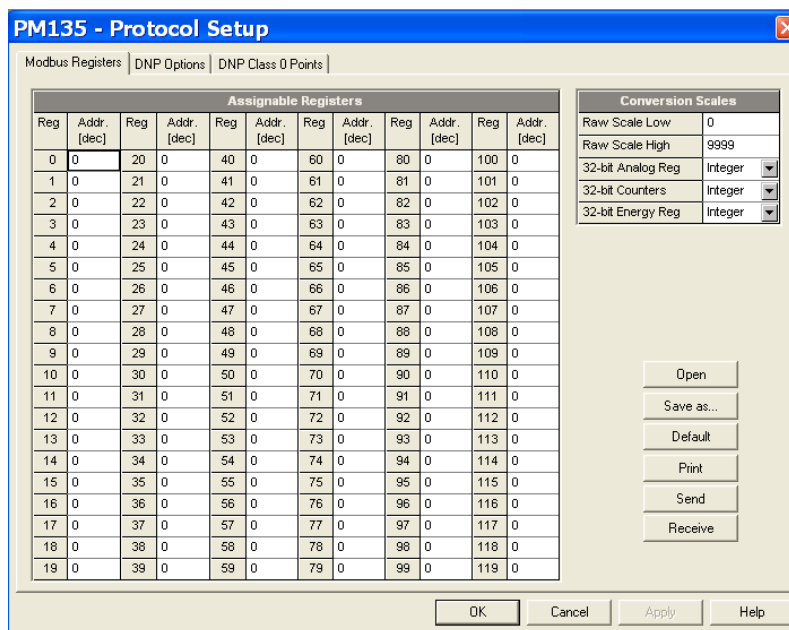 PM135 - Protocol Setup
Modbus Registers DNP Options DNP Class 0 Points
Assignable Registers
Reg Addr. [dec] Reg Addr. [dec] Reg Addr. [dec] Reg Addr. [dec] Reg Addr. [dec] Reg Addr. [dec]
0 0 20 0 40 0 60 0 80 0 100 0
1 0 21 0 41 0 61 0 81 0 101 0
2 0 22 0 42 0 62 0 82 0 102 0
3 0 23 0 43 0 63 0 83 0 103 0
4 0 24 0 44 0 64 0 84 0 104 0
5 0 25 0 45 0 65 0 85 0 105 0
6 0 26 0 46 0 66 0 86 0 106 0
7 0 27 0 47 0 67 0 87 0 107 0
8 0 28 0 48 0 68 0 88 0 108 0
9 0 29 0 49 0 69 0 89 0 109 0
10 0 30 0 50 0 70 0 90 0 110 0
11 0 31 0 51 0 71 0 91 0 111 0
12 0 32 0 52 0 72 0 92 0 112 0
13 0 33 0 53 0 73 0 93 0 113 0
14 0 34 0 54 0 74 0 94 0 114 0
15 0 35 0 55 0 75 0 95 0 115 0
16 0 36 0 56 0 76 0 96 0 116 0
17 0 37 0 57 0 77 0 97 0 117 0
18 0 38 0 58 0 78 0 98 0 118 0
19 0 39 0 59 0 79 0 99 0 119 0
Conversion Scales
Raw Scale Low 0
Raw Scale High 9999
32-bit Analog Reg Integer
32-bit Counters Integer
32-bit Energy Reg Integer
Open
Save as...
Default
Print
Send
Receive
OK Cancel Apply Help